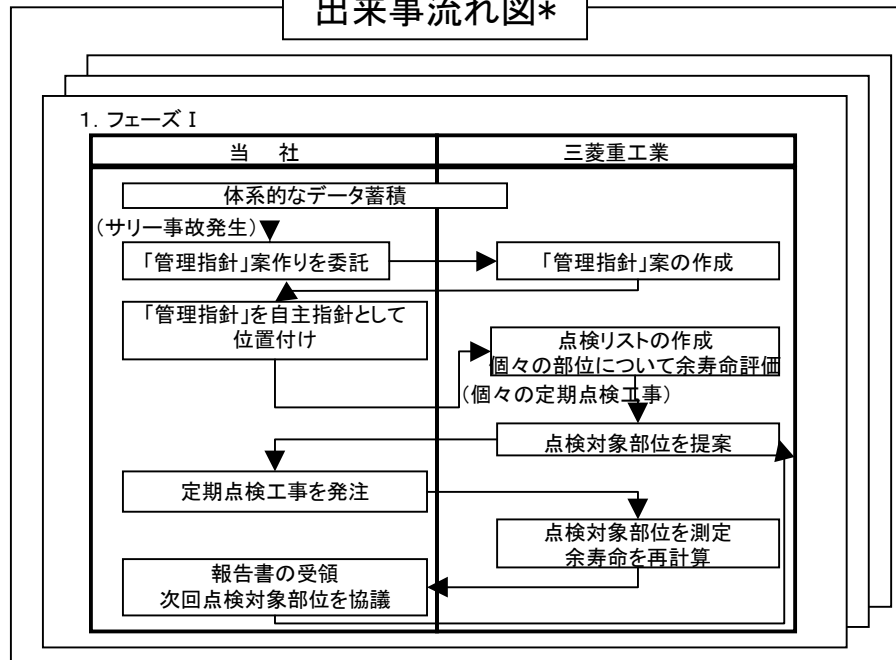 出来事流れ図*
1. フェーズⅠ
当 社
三菱重工業
体系的なデータ蓄積
(サリー事故発生)
「管理指針」案作りを委託
「管理指針」案の作成
「管理指針」を自主指針として
位置付け
点検リストの作成
個々の部位について余寿命評価
(個々の定期点検工事)
点検対象部位を提案
定期点検工事を発注
点検対象部位を測定
余寿命を再計算
報告書の受領
次回点検対象部位を協議